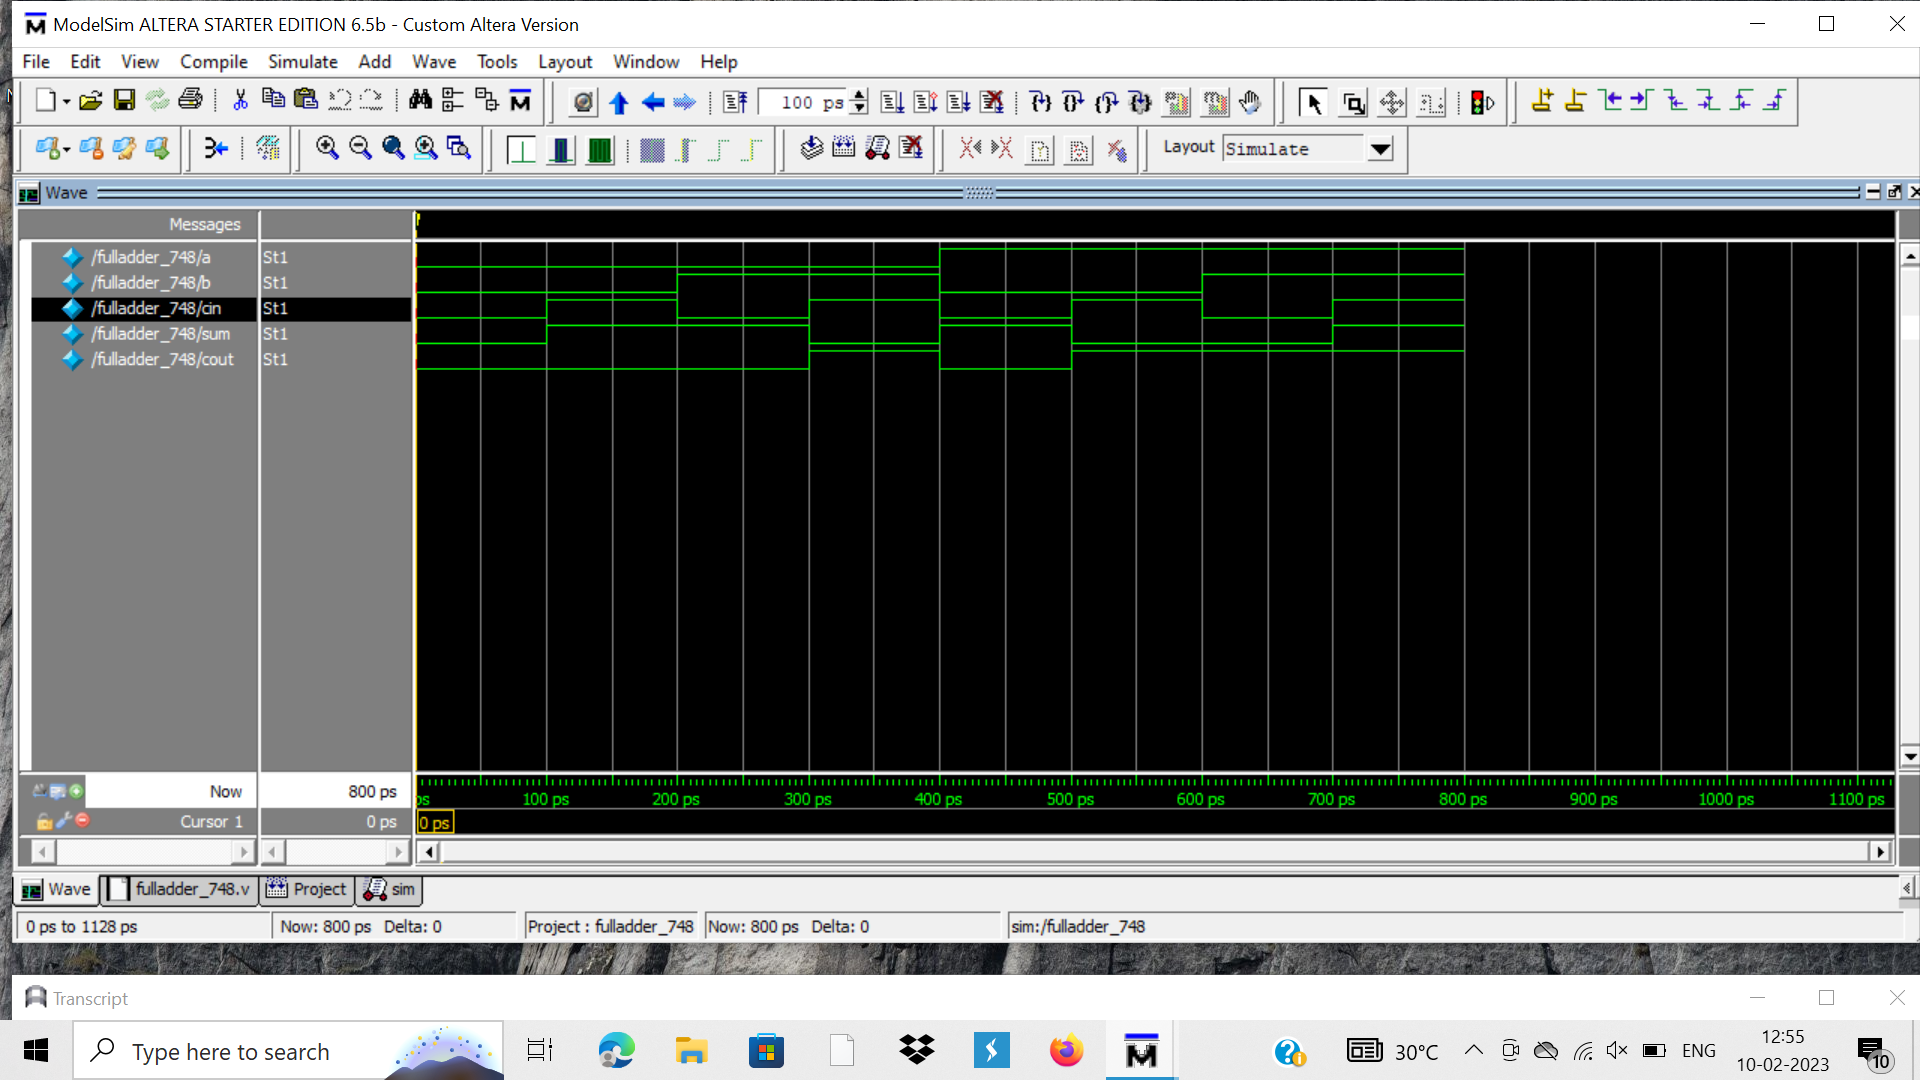 ModelSim ALTERA STARTER EDITION 6.5b - Custom Altera Version
File Edit View Compile Simulate Add Wave Tools Layout Window Help
100 ps
Layout Simulate
Wave
Messages
/fulladder_748/a St1
/fulladder_748/b St1
/fulladder_748/cin St1
/fulladder_748/sum St1
/fulladder_748/cout St1
Now 800 ps
ps 100 ps 200 ps 300 ps 400 ps 500 ps 600 ps 700 ps 800 ps 900 ps 1000 ps 1100 ps
Cursor 1 0 ps 0 ps
Wave fulladder_748.v Project sim
0 ps to 1128 ps Now: 800 ps Delta: 0 Project : fulladder_748 Now: 800 ps Delta: 0 sim:/fulladder_748
Transcript
Type here to search 30°C ENG 12:55
10-02-2023 10